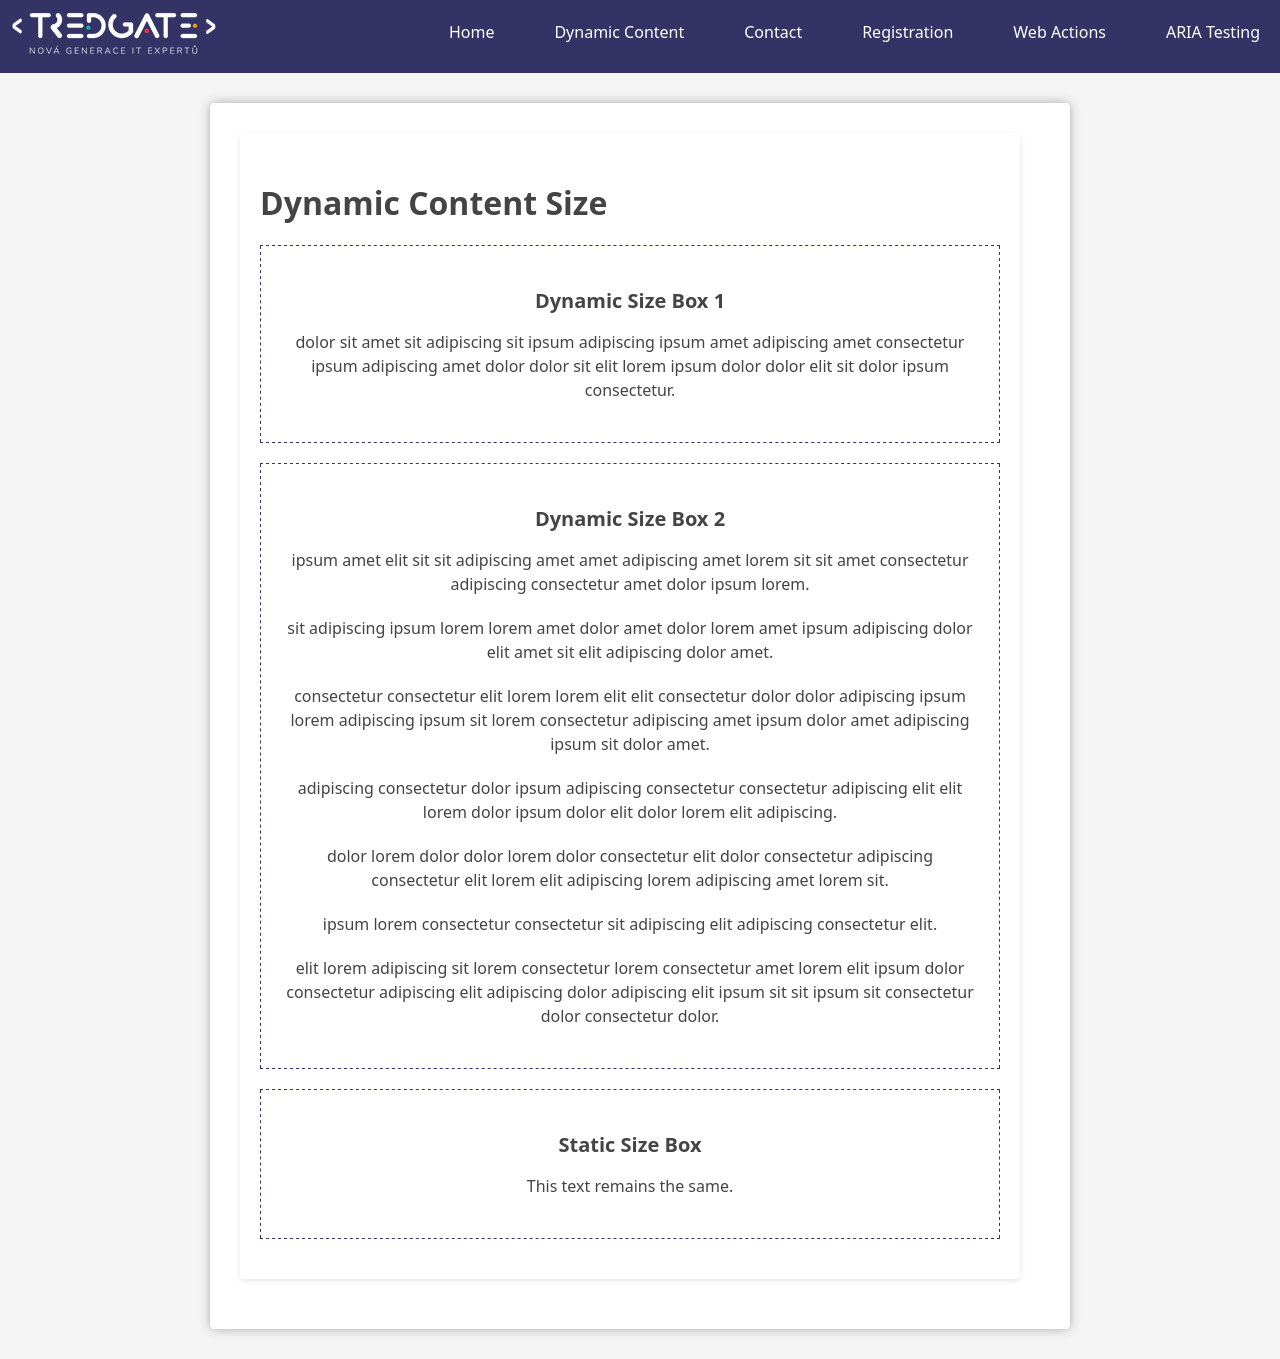 < TREDGATE >
NOVÁ GENERACE IT EXPERTŮ
Home
Dynamic Content
Contact
Registration
Web Actions
ARIA Testing
Dynamic Content Size
Dynamic Size Box 1
dolor sit amet sit adipiscing sit ipsum adipiscing ipsum amet adipiscing amet consectetur
ipsum adipiscing amet dolor dolor sit elit lorem ipsum dolor dolor elit sit dolor ipsum
consectetur.
Dynamic Size Box 2
ipsum amet elit sit sit adipiscing amet amet adipiscing amet lorem sit sit amet consectetur
adipiscing consectetur amet dolor ipsum lorem.
sit adipiscing ipsum lorem lorem amet dolor amet dolor lorem amet ipsum adipiscing dolor
elit amet sit elit adipiscing dolor amet.
consectetur consectetur elit lorem lorem elit elit consectetur dolor dolor adipiscing ipsum
lorem adipiscing ipsum sit lorem consectetur adipiscing amet ipsum dolor amet adipiscing
ipsum sit dolor amet.
adipiscing consectetur dolor ipsum adipiscing consectetur consectetur adipiscing elit elit
lorem dolor ipsum dolor elit dolor lorem elit adipiscing.
dolor lorem dolor dolor lorem dolor consectetur elit dolor consectetur adipiscing
consectetur elit lorem elit adipiscing lorem adipiscing amet lorem sit.
ipsum lorem consectetur consectetur sit adipiscing elit adipiscing consectetur elit.
elit lorem adipiscing sit lorem consectetur lorem consectetur amet lorem elit ipsum dolor
consectetur adipiscing elit adipiscing dolor adipiscing elit ipsum sit sit ipsum sit consectetur
dolor consectetur dolor.
Static Size Box
This text remains the same.